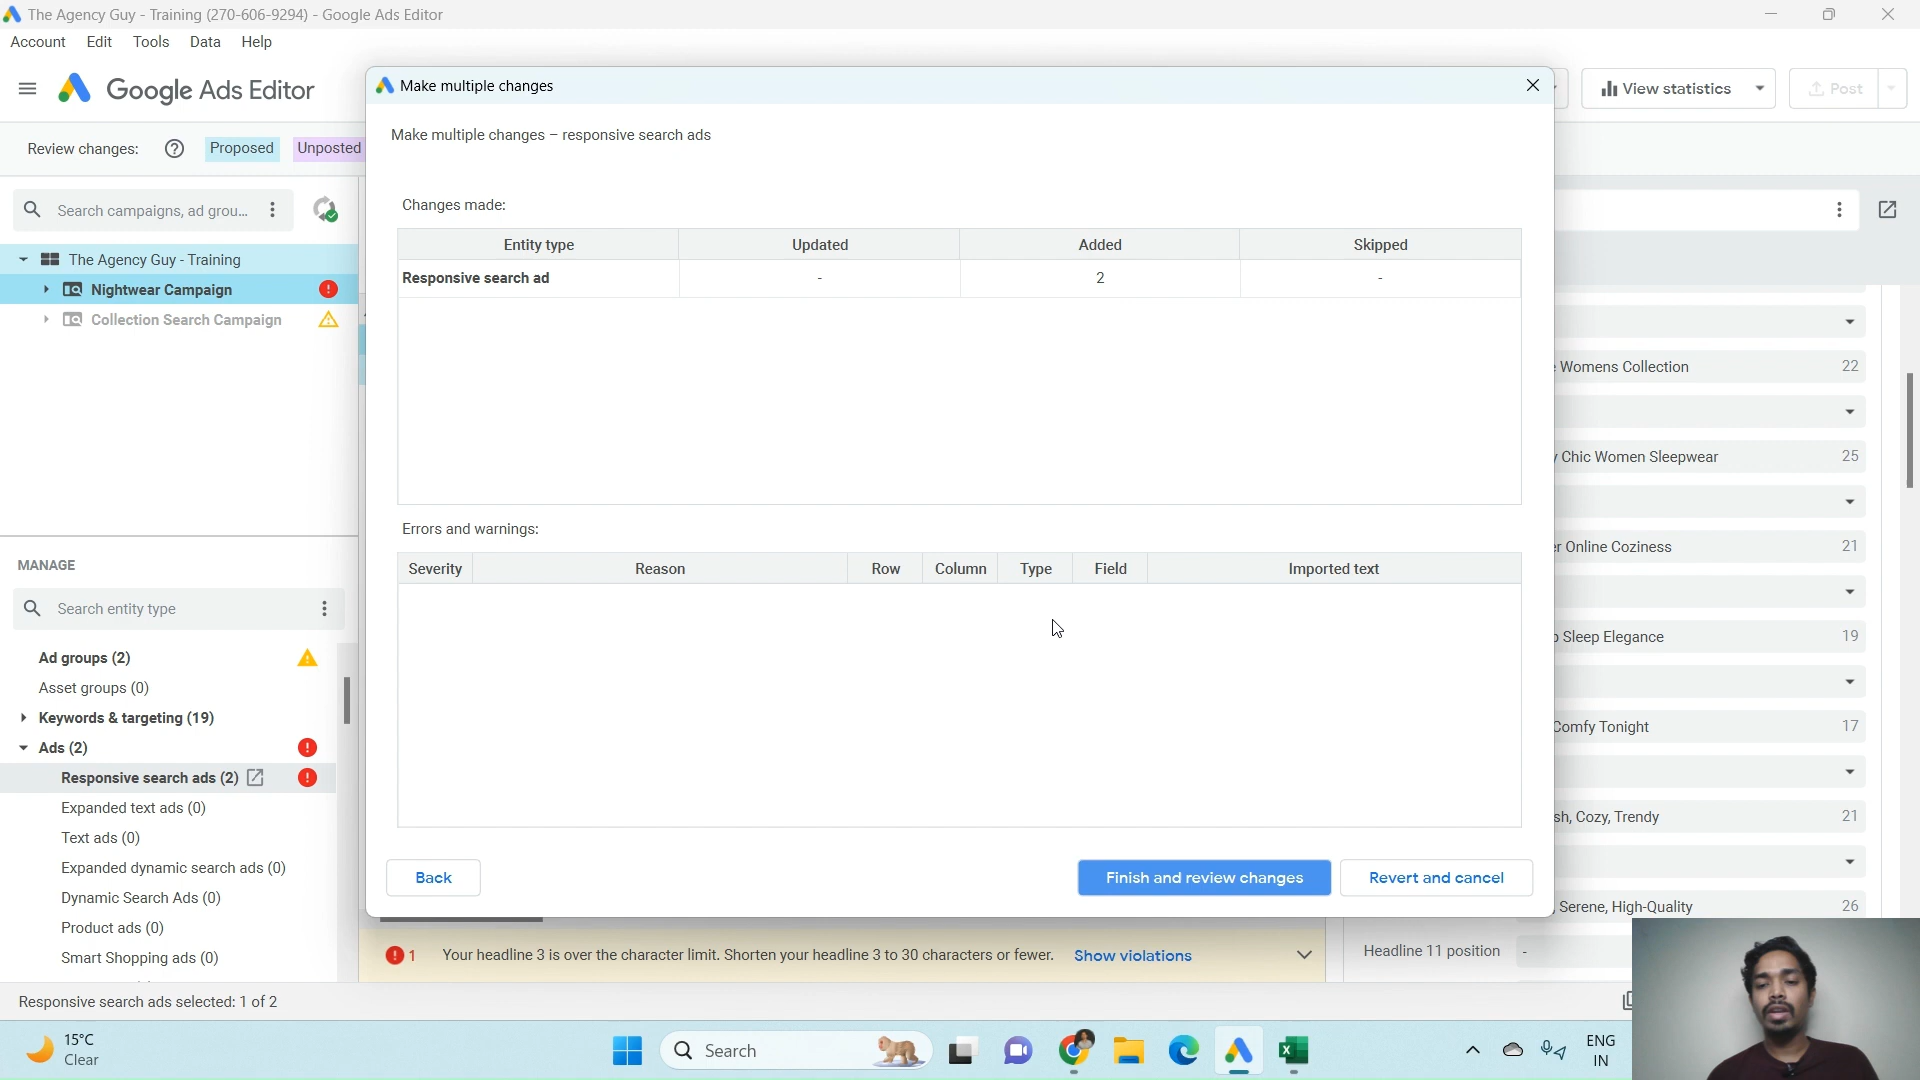 The Agency Guy - Training (270-606-9294) - Google Ads Editor
Account Edit Tools Data Help
Google Ads Editor
View statistics
Post
Review changes: ? Proposed Unposted
Search campaigns, ad grou...
The Agency Guy - Training
Nightwear Campaign
Collection Search Campaign
MANAGE
Search entity type
Ad groups (2)
Asset groups (0)
Keywords & targeting (19)
Ads (2)
Responsive search ads (2)
Expanded text ads (0)
Text ads (0)
Expanded dynamic search ads (0)
Dynamic Search Ads (0)
Product ads (0)
Smart Shopping ads (0)
Make multiple changes
Make multiple changes – responsive search ads
Changes made:
Entity type Updated Added Skipped
Responsive search ad - 2 -
Errors and warnings:
Severity Reason Row Column Type Field Imported text
Back
Finish and review changes
Revert and cancel
Womens Collection 22
Chic Women Sleepwear 25
Online Coziness 21
Sleep Elegance 19
Comfy Tonight 17
Cozy, Trendy 21
Serene, High-Quality 26
Headline 11 position -
1 Your headline 3 is over the character limit. Shorten your headline 3 to 30 characters or fewer. Show violations
Responsive search ads selected: 1 of 2
15°C
Clear
Search
ENG
IN